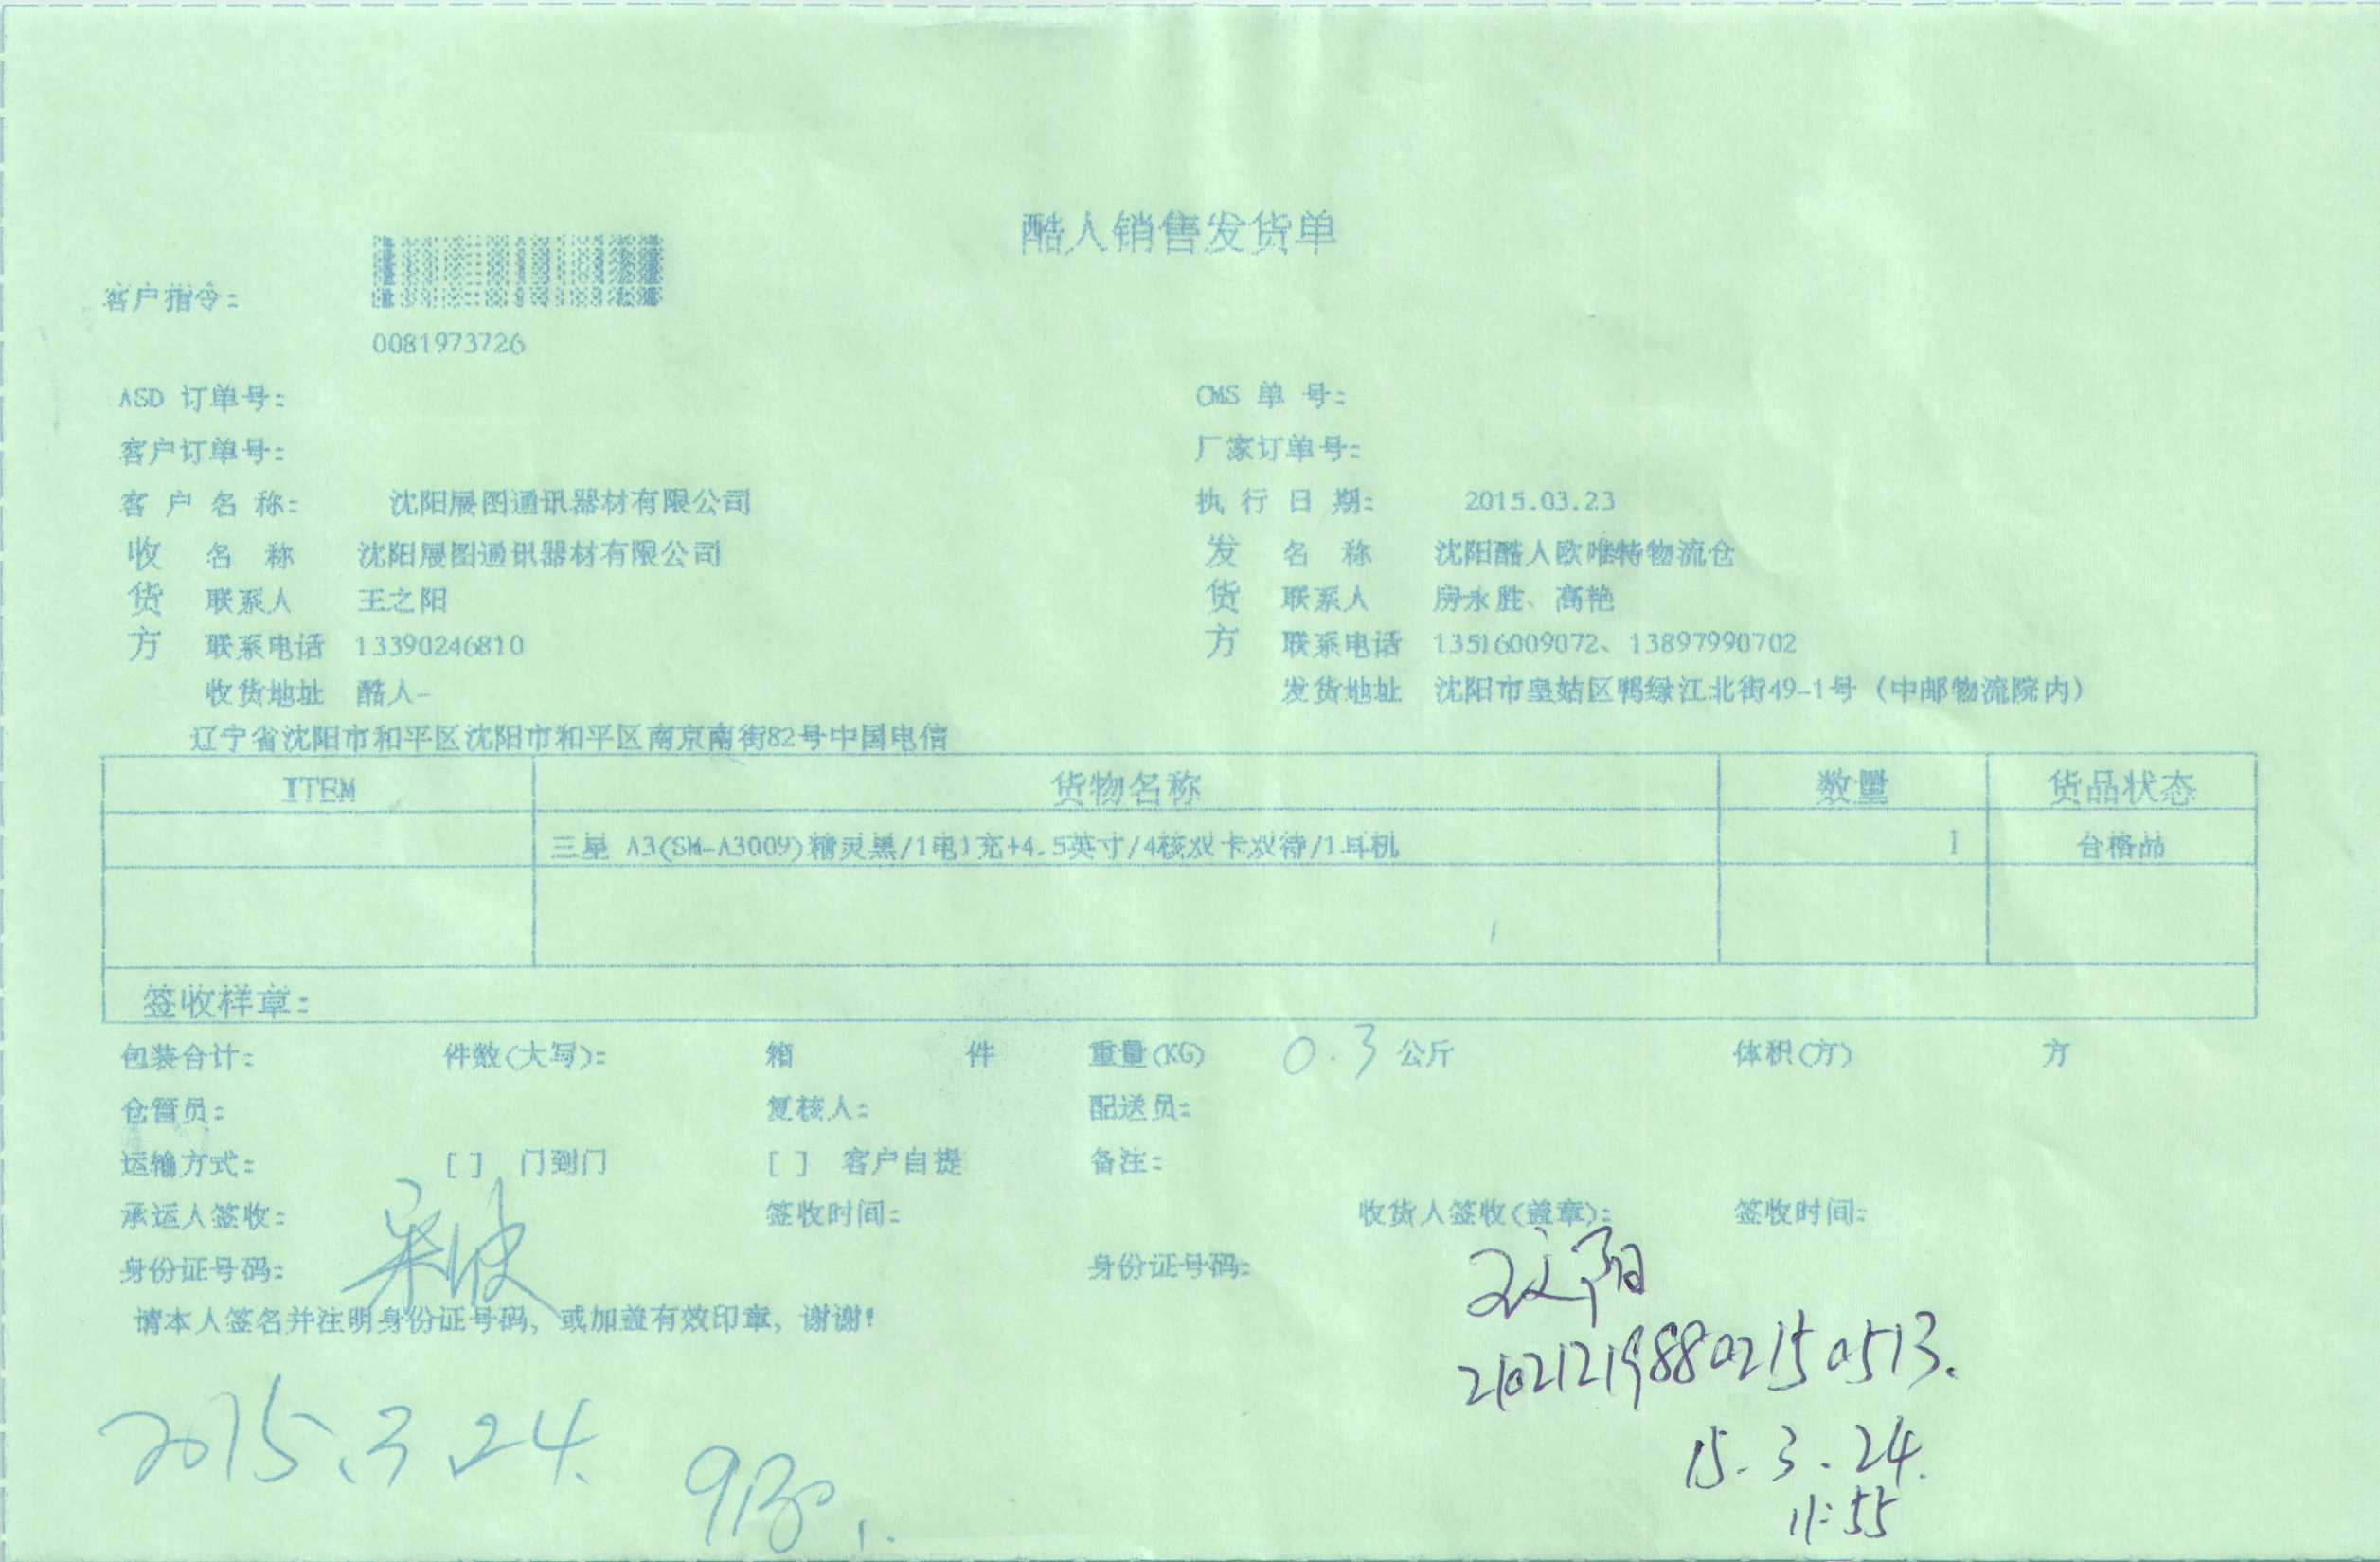 酷人销售发货单
客户指令:
0081973726
ASD 订单号: CMS 单 号:
客户订单号: 厂家订单号:
客 户 名 称: 沈阳展图通讯器材有限公司 执 行 日 期: 2015.03.23
收 名 称 沈阳展图通讯器材有限公司 发 名 称 沈阳酷人欧唯特物流仓
货 联系人 王之阳 货 联系人 房永胜、高艳
方 联系电话 13390246810 方 联系电话 13516009072、13897990702
收货地址 酷人- 发货地址 沈阳市皇姑区鸭绿江北街49-1号 (中邮物流院内)
辽宁省沈阳市和平区沈阳市和平区南京南街82号中国电信
ITEM 货物名称 数量 货品状态
三星 A3(SM-A3009)精灵黑/1电1充+4.5英寸/4核双卡双待/1耳机 1 合格品
签收样章:
包装合计: 件数(大写): 箱 件 重量(KG) 0.3 公斤 体积(方) 方
仓管员: 复核人: 配送员:
运输方式: [ ] 门到门 [ ] 客户自提 备注:
承运人签收: 签收时间: 收货人签收(盖章): 签收时间:
身份证号码: 身份证号码:
请本人签名并注明身份证号码, 或加盖有效印章, 谢谢!
210212198802150513.
2015.3.24.
15.3.24.
11:55